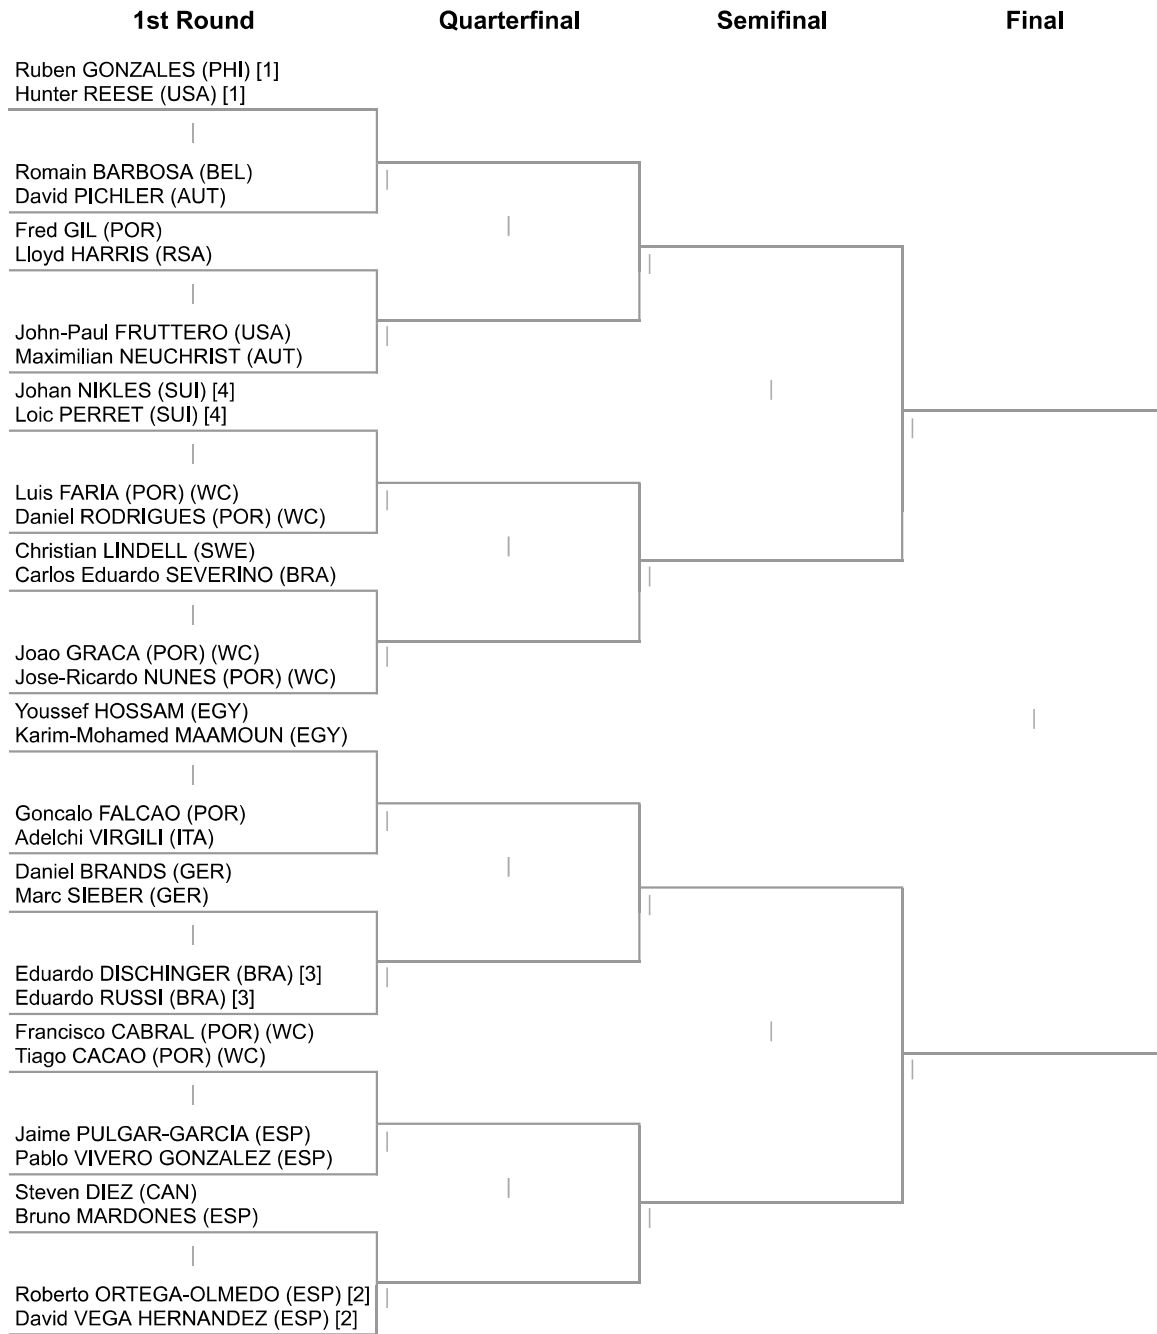 1st Round Quarterfinal Semifinal Final
Ruben GONZALES (PHI) [1]
Hunter REESE (USA) [1]
Romain BARBOSA (BEL)
David PICHLER (AUT)
Fred GIL (POR)
Lloyd HARRIS (RSA)
John-Paul FRUTTERO (USA)
Maximilian NEUCHRIST (AUT)
Johan NIKLES (SUI) [4]
Loic PERRET (SUI) [4]
Luis FARIA (POR) (WC)
Daniel RODRIGUES (POR) (WC)
Christian LINDELL (SWE)
Carlos Eduardo SEVERINO (BRA)
Joao GRACA (POR) (WC)
Jose-Ricardo NUNES (POR) (WC)
Youssef HOSSAM (EGY)
Karim-Mohamed MAAMOUN (EGY)
Goncalo FALCAO (POR)
Adelchi VIRGILI (ITA)
Daniel BRANDS (GER)
Marc SIEBER (GER)
Eduardo DISCHINGER (BRA) [3]
Eduardo RUSSI (BRA) [3]
Francisco CABRAL (POR) (WC)
Tiago CACAO (POR) (WC)
Jaime PULGAR-GARCIA (ESP)
Pablo VIVERO GONZALEZ (ESP)
Steven DIEZ (CAN)
Bruno MARDONES (ESP)
Roberto ORTEGA-OLMEDO (ESP) [2]
David VEGA HERNANDEZ (ESP) [2]